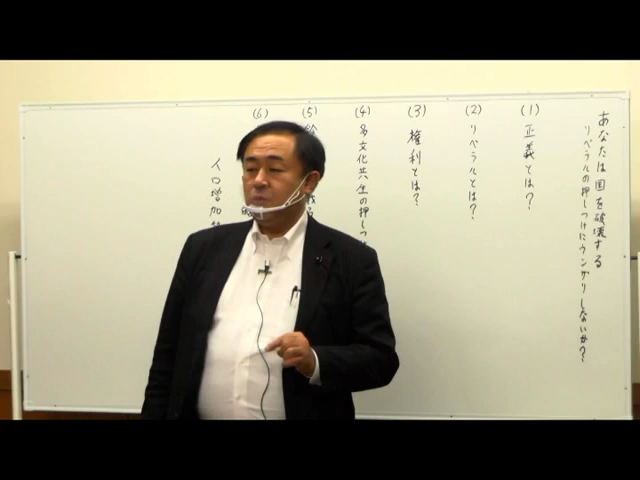 あなたは国を破壊する
リベラルの押しつけにウンザリしないか?
(1) 正義とは?
(2) リベラルとは?
(3) 権利とは?
(4) 多文化共生の押しつけ
(5)
(6)
人口増加